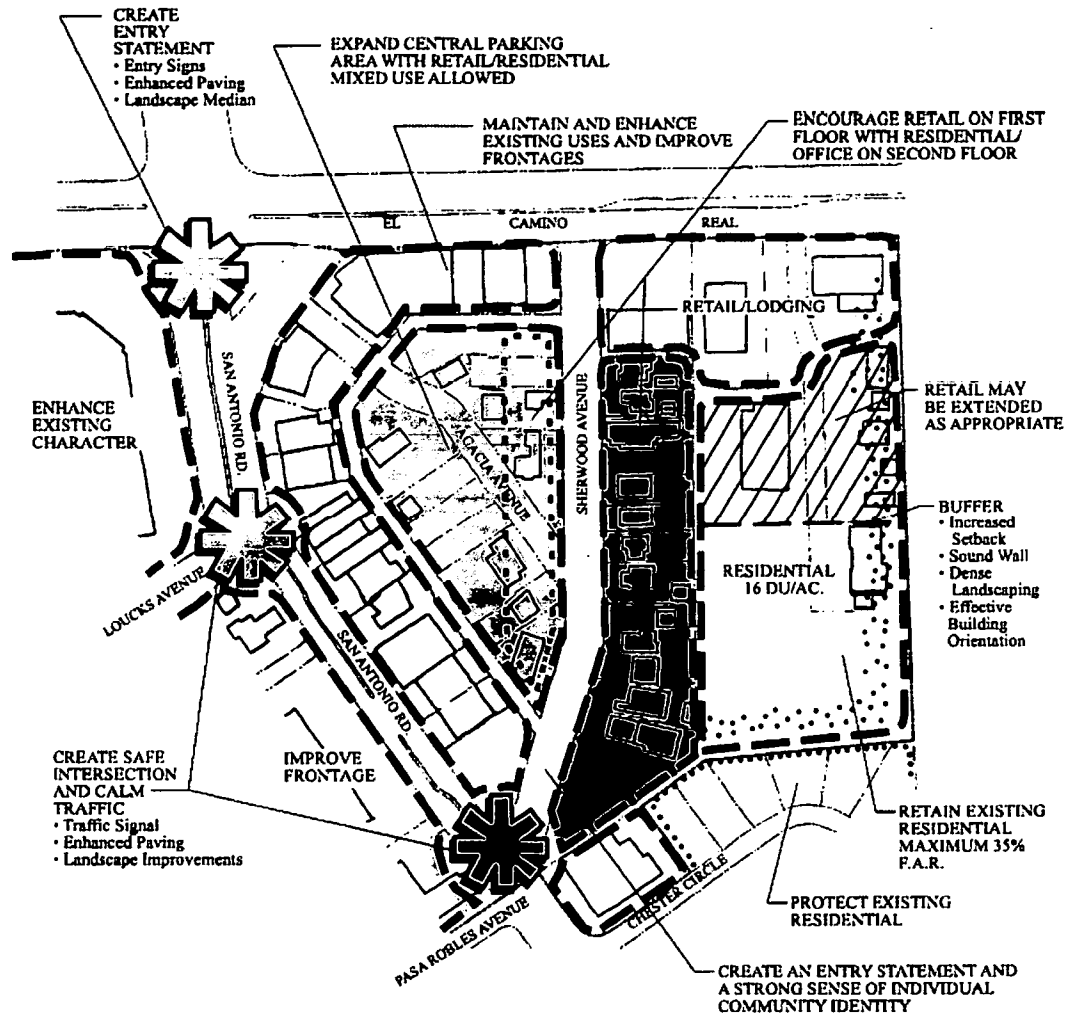 CREATE
ENTRY
STATEMENT
• Entry Signs
• Enhanced Paving
• Landscape Median
EXPAND CENTRAL PARKING
AREA WITH RETAIL/RESIDENTIAL
MIXED USE ALLOWED
MAINTAIN AND ENHANCE
EXISTING USES AND IMPROVE
FRONTAGES
ENCOURAGE RETAIL ON FIRST
FLOOR WITH RESIDENTIAL/
OFFICE ON SECOND FLOOR
EL CAMINO REAL
RETAIL/LODGING
SAN ANTONIO RD.
ENHANCE
EXISTING
CHARACTER
ACACIA AVENUE
SHERWOOD AVENUE
RETAIL MAY
BE EXTENDED
AS APPROPRIATE
BUFFER
• Increased
Setback
• Sound Wall
• Dense
Landscaping
• Effective
Building
Orientation
RESIDENTIAL
16 DU/AC.
LOUCKS AVENUE
SAN ANTONIO RD.
IMPROVE
FRONTAGE
CREATE SAFE
INTERSECTION
AND CALM
TRAFFIC
• Traffic Signal
• Enhanced Paving
• Landscape Improvements
RETAIN EXISTING
RESIDENTIAL
MAXIMUM 35%
F.A.R.
CHESTER CIRCLE
PASA ROBLES AVENUE
PROTECT EXISTING
RESIDENTIAL
CREATE AN ENTRY STATEMENT AND
A STRONG SENSE OF INDIVIDUAL
COMMUNITY IDENTITY